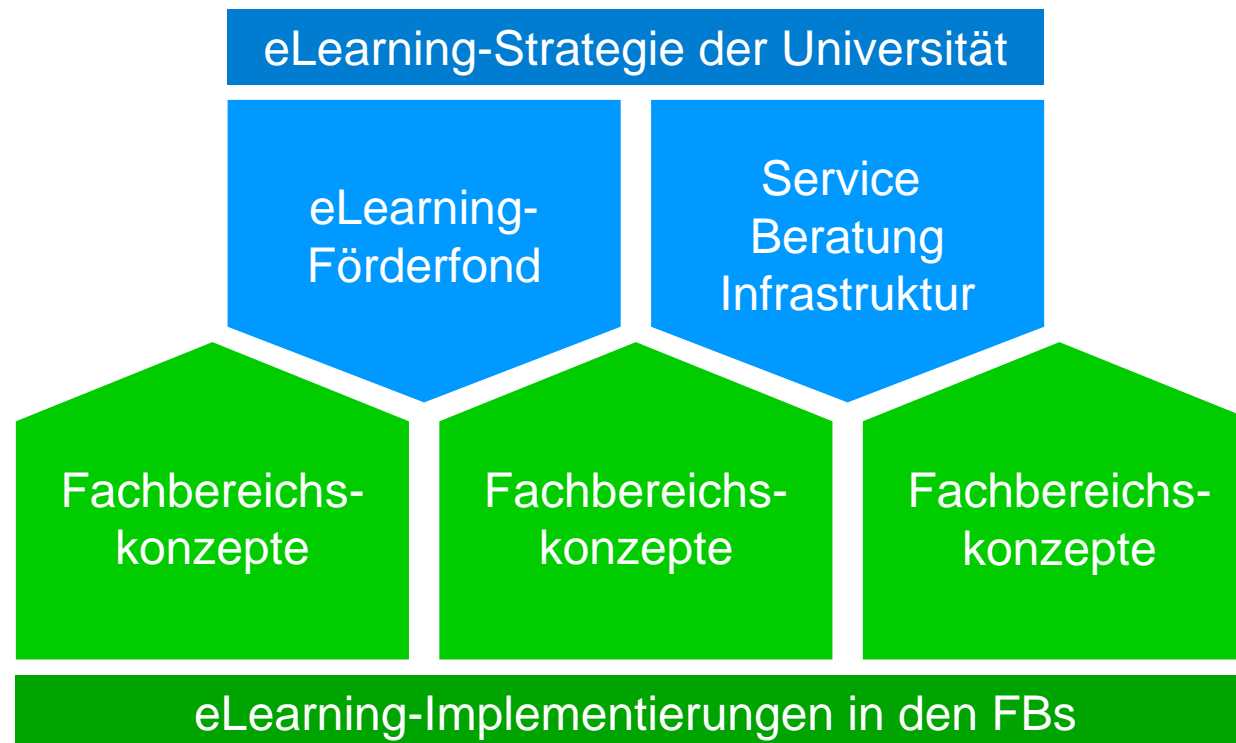 eLearning-Strategie der Universität
eLearning-
Förderfond
Service
Beratung
Infrastruktur
Fachbereichs-
konzepte
Fachbereichs-
konzepte
Fachbereichs-
konzepte
eLearning-Implementierungen in den FBs